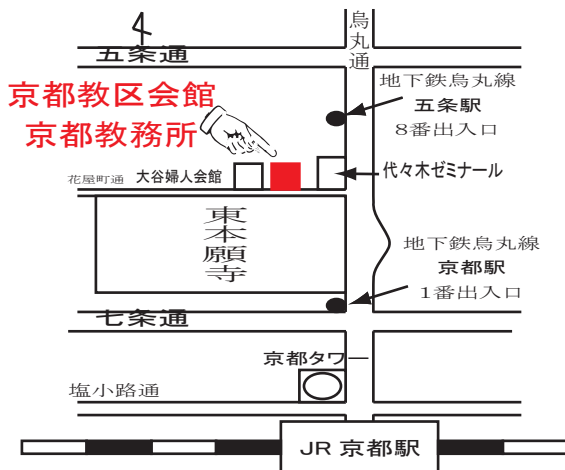 五条通
烏丸通
京都教区会館
京都教務所
地下鉄烏丸線
五条駅
8番出入口
代々木ゼミナール
花屋町通
大谷婦人会館
東本願寺
地下鉄烏丸線
京都駅
1番出入口
七条通
京都タワー
塩小路通
JR 京都駅